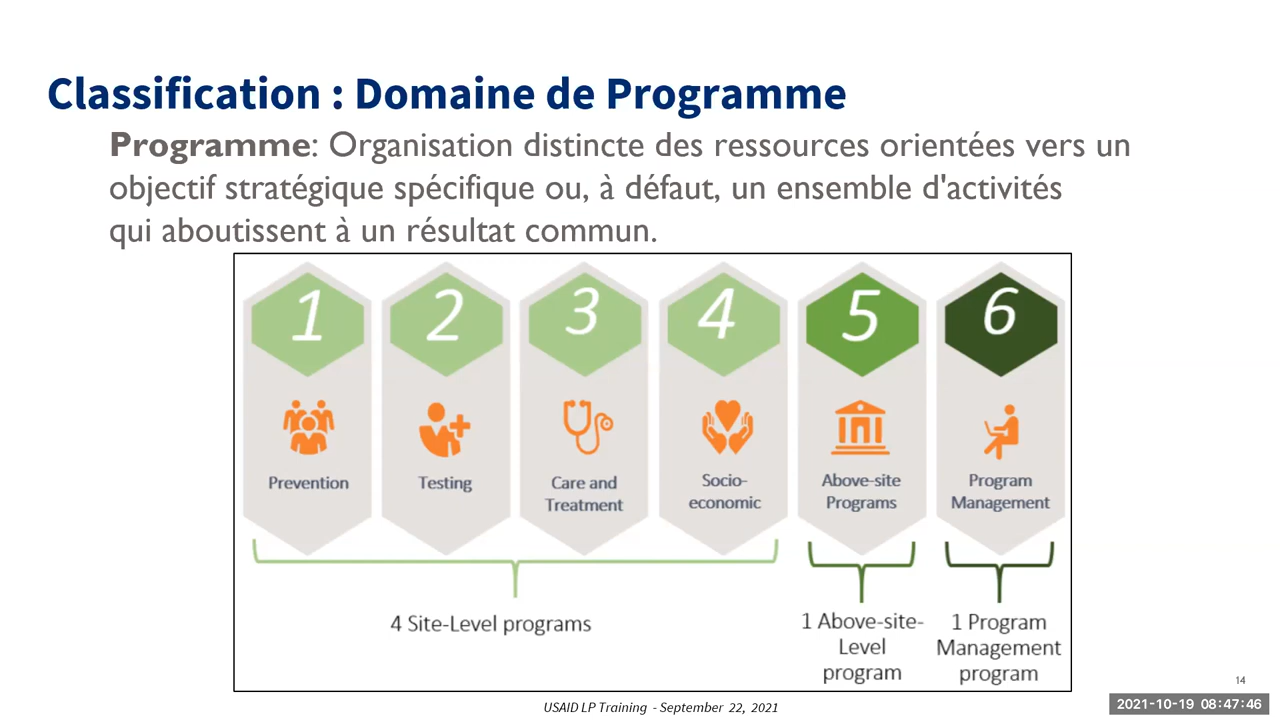 Classification : Domaine de Programme
Programme: Organisation distincte des ressources orientées vers un
objectif stratégique spécifique ou, à défaut, un ensemble d'activités
qui aboutissent à un résultat commun.
1
2
3
4
5
6
Prevention
Testing
Care and
Treatment
Socio-
economic
Above-site
Programs
Program
Management
4 Site-Level programs
1 Above-site-
Level
program
1 Program
Management
program
14
USAID LP Training - September 22, 2021
2021-10-19 08:47:46